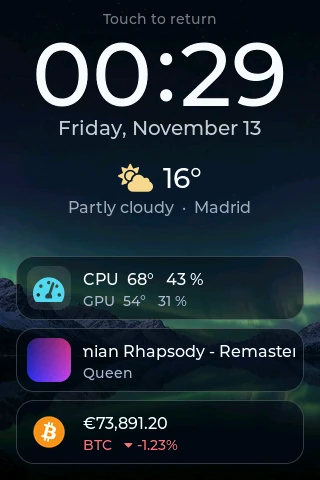 Touch to return
00:29
Friday, November 13
16°
Partly cloudy · Madrid
CPU 68° 43 %
GPU 54° 31 %
nian Rhapsody - Remaster
Queen
€73,891.20
BTC -1.23%